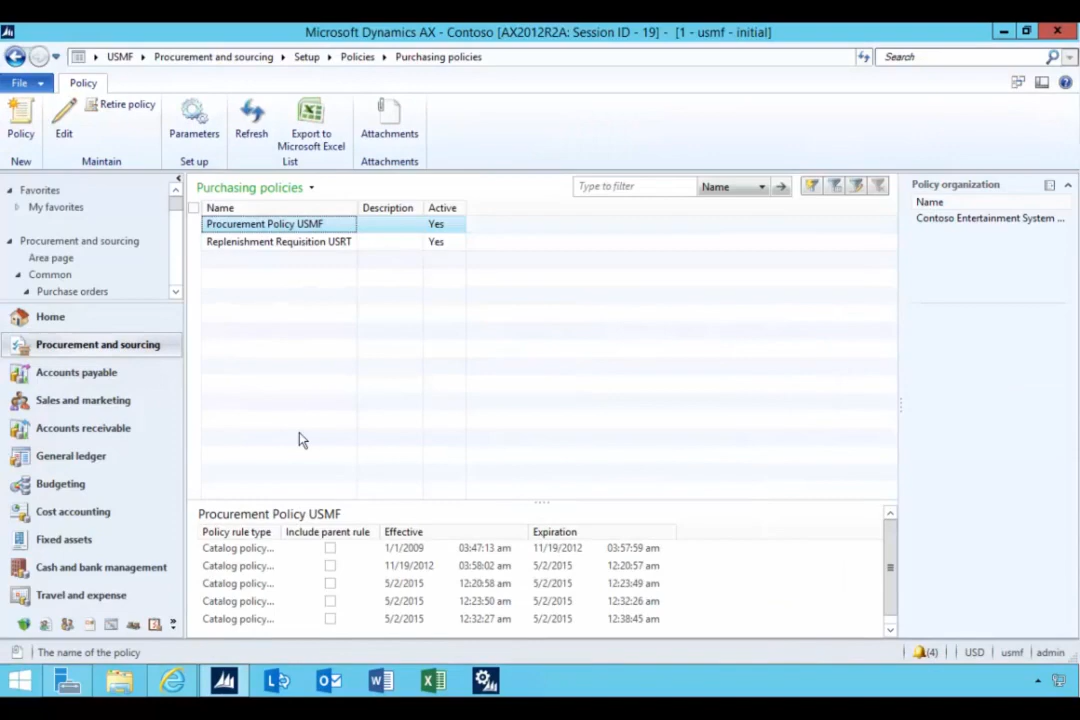 Microsoft Dynamics AX - Contoso [AX2012R2A: Session ID - 19] - [1 - usmf - initial]
USMF Procurement and sourcing Setup Policies Purchasing policies
Search
File Policy
Retire policy
Policy Edit Parameters Refresh Export to Microsoft Excel Attachments
New Maintain Set up List Attachments
Favorites
My favorites
Procurement and sourcing
Area page
Common
Purchase orders
Home
Procurement and sourcing
Accounts payable
Sales and marketing
Accounts receivable
General ledger
Budgeting
Cost accounting
Fixed assets
Cash and bank management
Travel and expense
Purchasing policies
Type to filter Name
Name Description Active
Procurement Policy USMF Yes
Replenishment Requisition USRT Yes
Policy organization
Name
Contoso Entertainment System ...
Procurement Policy USMF
Policy rule type Include parent rule Effective Expiration
Catalog policy... 1/1/2009 03:47:13 am 11/19/2012 03:57:59 am
Catalog policy... 11/19/2012 03:58:02 am 5/2/2015 12:20:57 am
Catalog policy... 5/2/2015 12:20:58 am 5/2/2015 12:23:49 am
Catalog policy... 5/2/2015 12:23:50 am 5/2/2015 12:32:26 am
Catalog policy... 5/2/2015 12:32:27 am 5/2/2015 12:38:45 am
The name of the policy
(4) USD usmf admin